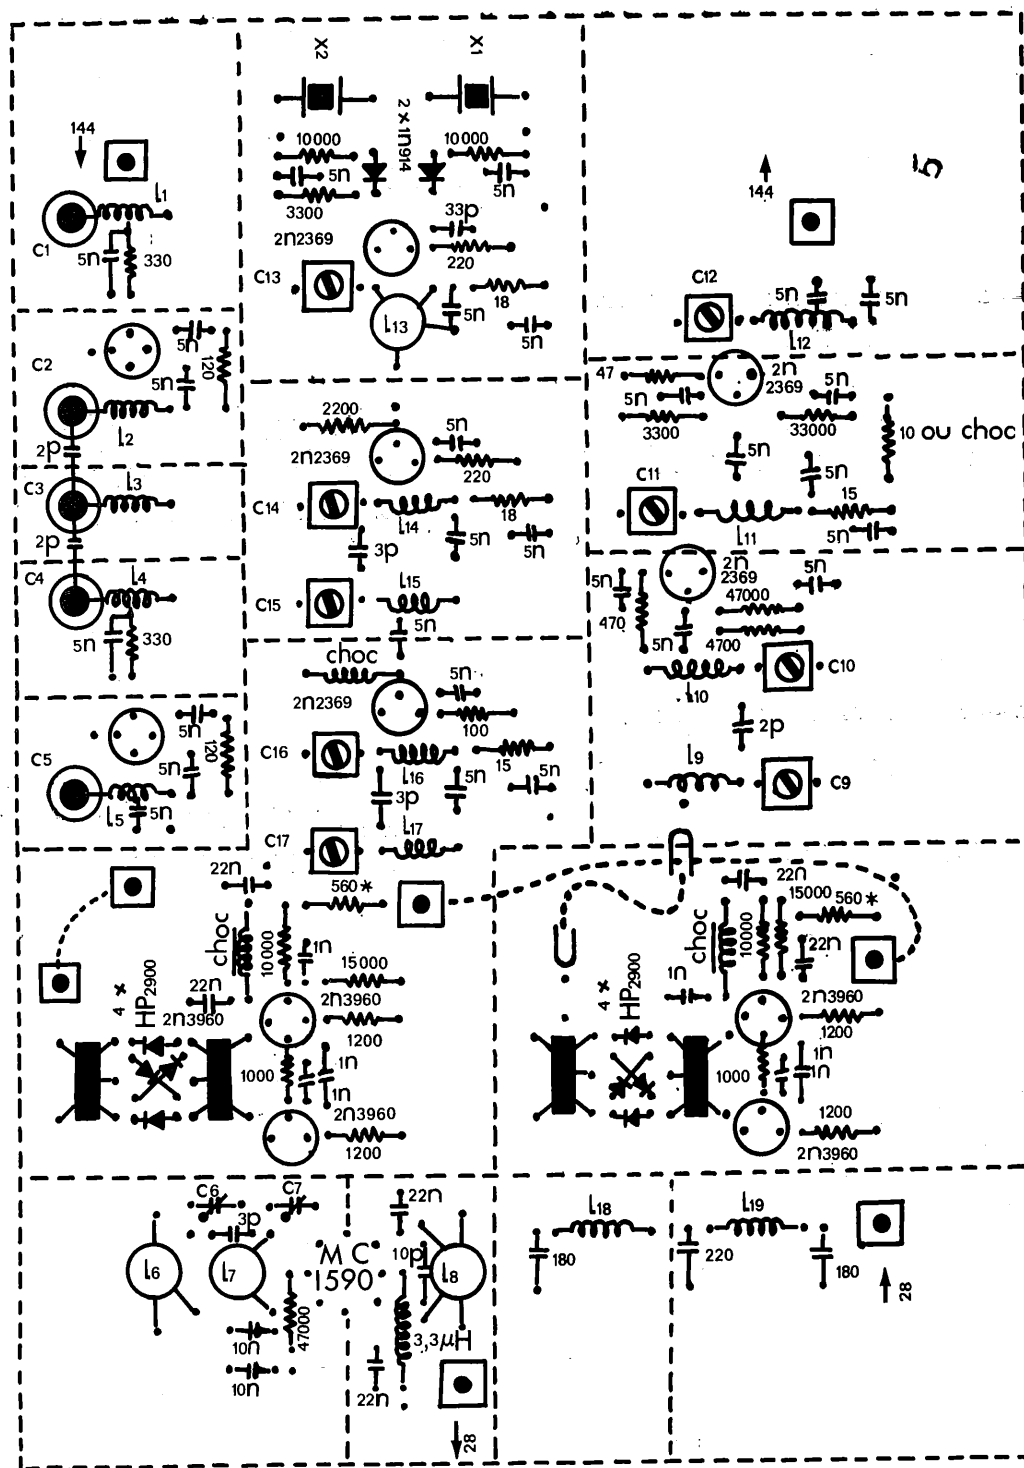 X2
X1
2 x 1n914
10000
10000
5n
5n
3300
144
l1
C1
5n
330
2n2369
33p
220
C13
l13
18
5n
5n
144
C12
5n
5n
l12
C2
5n
120
5n
l2
2p
C3
l3
2p
C4
l4
5n
330
2200
2n2369
5n
220
C14
l14
18
3p
5n
5n
C15
l15
5n
47
2n
2369
5n
5n
3300
33000
10 ou choc
5n
5n
C11
15
l11
5n
2n
2369
5n
5n
47000
470
5n
4700
C10
l10
2p
l9
C9
C5
5n
120
5n
l5
5n
choc
2n2369
5n
100
C16
l16
15
3p
5n
5n
C17
l17
22n
560*
choc
10000
1n
15000
22n
4 x
HP2900
2n3960
2n3960
1200
1000
1n
1n
2n3960
1200
22n
15000
560*
choc
10000
22n
1n
4 x
HP2900
2n3960
1200
1000
1n
1n
1200
2n3960
C6
C7
3p
l6
l7
MC
1590
47000
10n
10n
22n
10p
l8
3,3µH
22n
28
l18
180
l19
220
180
28